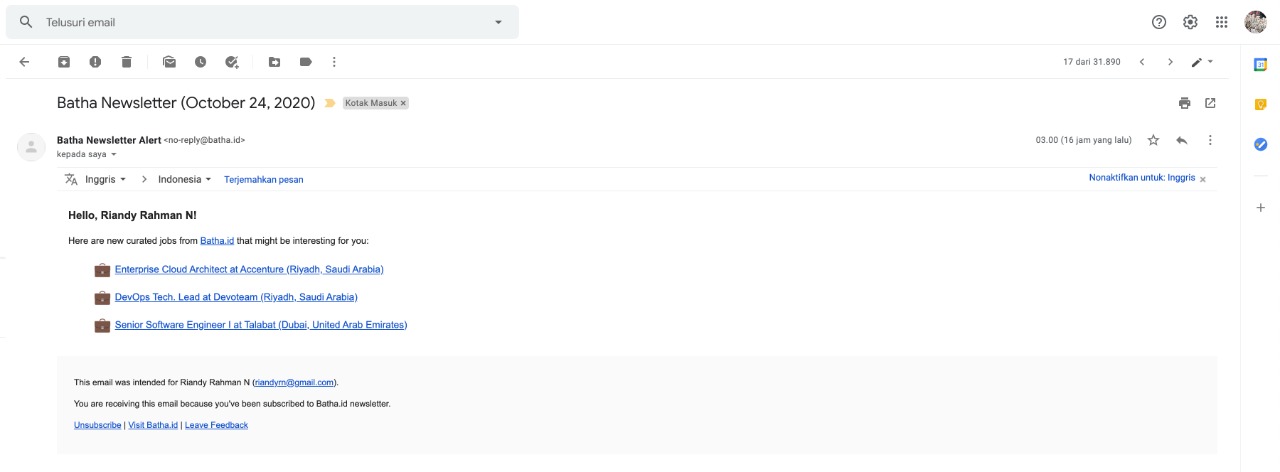 Telusuri email
17 dari 31.890
Batha Newsletter (October 24, 2020) Kotak Masuk ×
Batha Newsletter Alert <no-reply@batha.id>
03.00 (16 jam yang lalu)
kepada saya
Inggris > Indonesia Terjemahkan pesan
Nonaktifkan untuk: Inggris ×
Hello, Riandy Rahman N!
Here are new curated jobs from Batha.id that might be interesting for you:
Enterprise Cloud Architect at Accenture (Riyadh, Saudi Arabia)
DevOps Tech. Lead at Devoteam (Riyadh, Saudi Arabia)
Senior Software Engineer I at Talabat (Dubai, United Arab Emirates)
This email was intended for Riandy Rahman N (riandyrn@gmail.com).
You are receiving this email because you've been subscribed to Batha.id newsletter.
Unsubscribe | Visit Batha.id | Leave Feedback